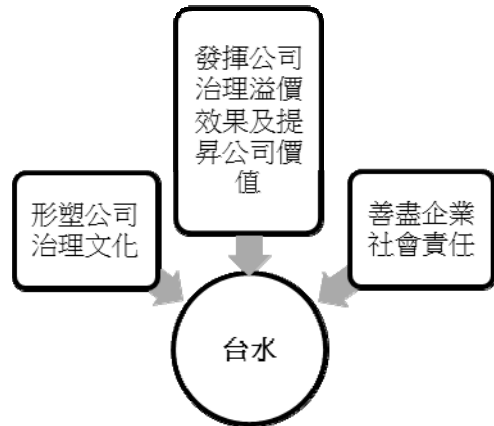 發揮公司
治理溢價
效果及提
昇公司價
值
形塑公司
治理文化
善盡企業
社會責任
台水